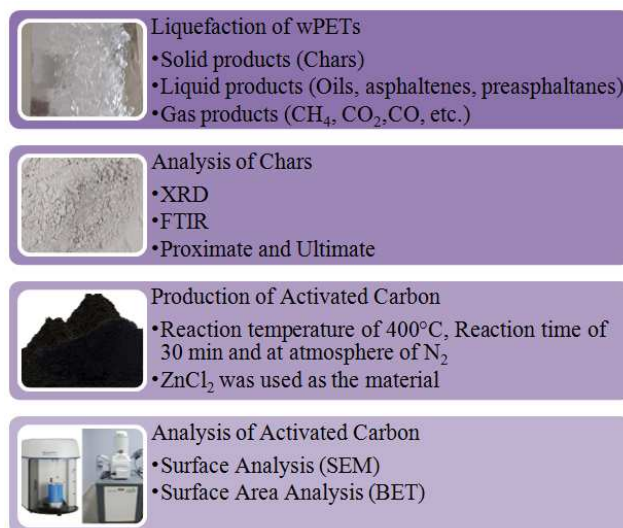 Liquefaction of wPETs
•Solid products (Chars)
•Liquid products (Oils, asphaltenes, preasphaltanes)
•Gas products (CH₄, CO₂,CO, etc.)
Analysis of Chars
•XRD
•FTIR
•Proximate and Ultimate
Production of Activated Carbon
•Reaction temperature of 400°C, Reaction time of
30 min and at atmosphere of N₂
•ZnCl₂ was used as the material
Analysis of Activated Carbon
•Surface Analysis (SEM)
•Surface Area Analysis (BET)